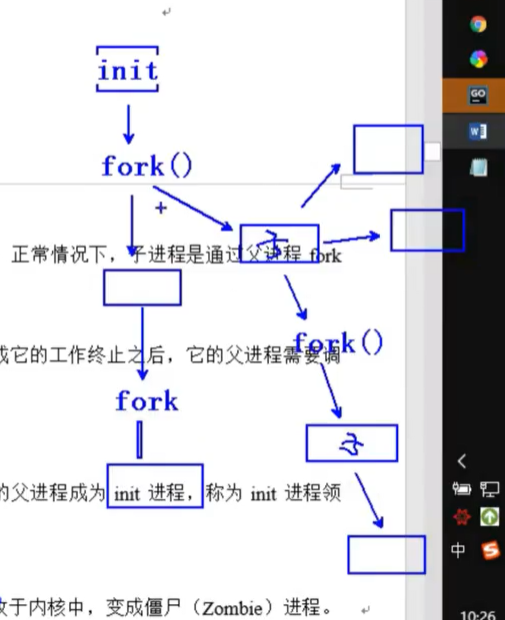 init
fork()
子
正常情况下，子进程是通过父进程 fork
fork()
或它的工作终止之后，它的父进程需要调
fork
子
的父进程成为 init 进程，称为 init 进程领
放于内核中，变成僵尸（Zombie）进程。
GO
W
中
S
10:26